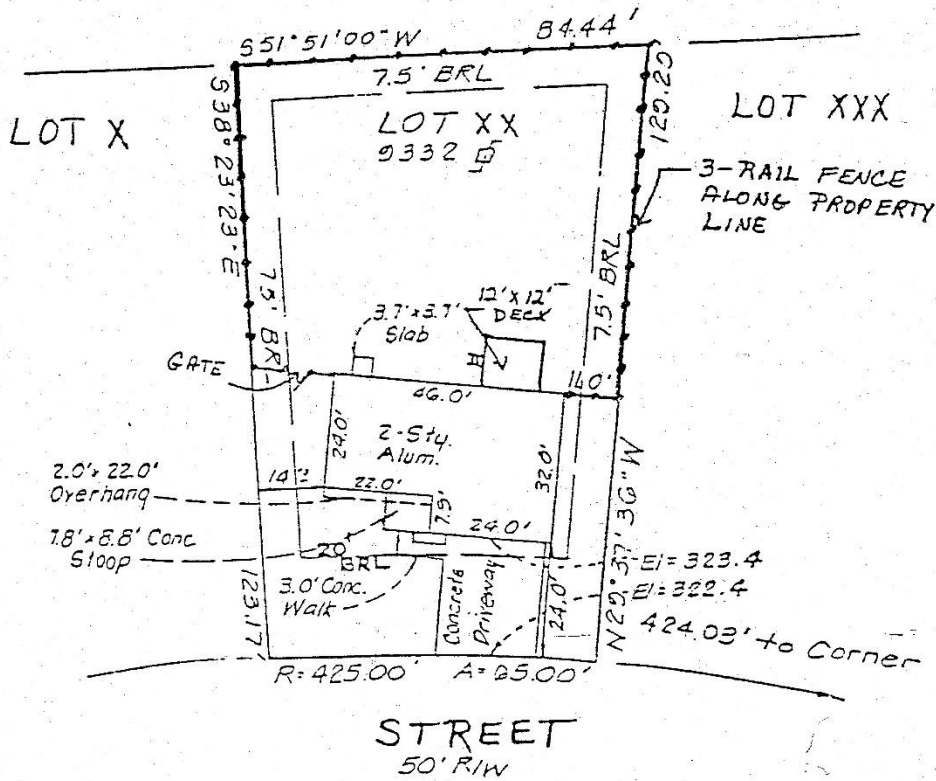 S51°51'00"W 84.44'
7.5' BRL
LOT X
LOT XX
9332
LOT XXX
S38°23'23"E
3-RAIL FENCE
ALONG PROPERTY
LINE
7.5' BRL
7.5' BRL
3.7'x3.7'
Slab
12'x12'
DECK
GATE
46.0'
14.0'
24.0'
2-Sty.
Alum.
32.0'
2.0'x22.0'
Overhang
22.0'
7.9'
24.0'
7.8'x8.8' Conc
Stoop
20'
BRL
3.0' Conc.
Walk
Concrete
Driveway
24.0'
El=323.4
El=322.4
N29°37'36"W
123.17'
424.03' to Corner
R=425.00' A=65.00'
STREET
50' R/W